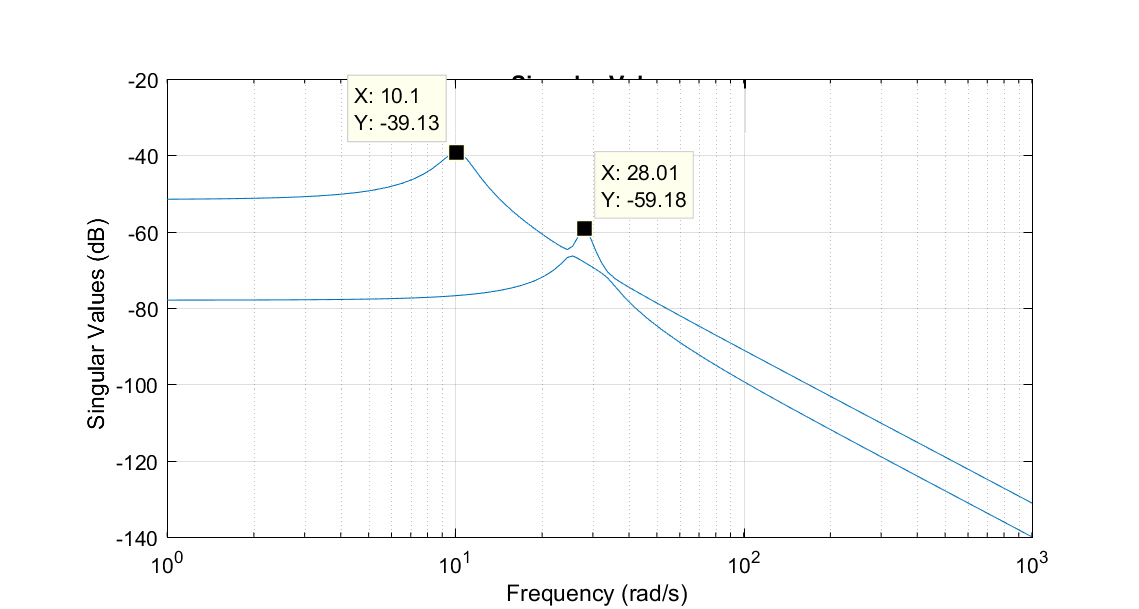 X: 10.1
Y: -39.13
X: 28.01
Y: -59.18
-20
-40
-60
-80
-100
-120
-140
Singular Values (dB)
10^0
10^1
10^2
10^3
Frequency (rad/s)